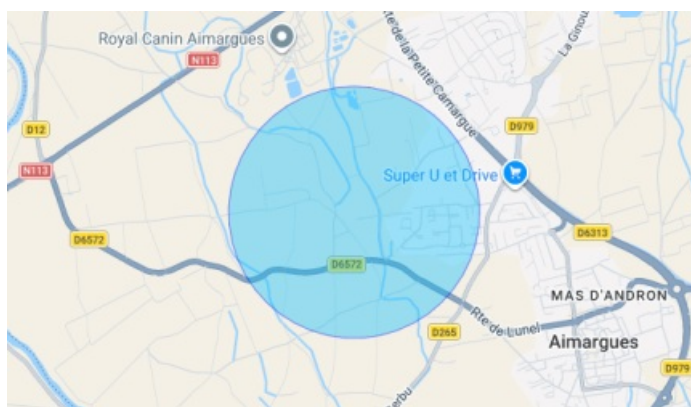 Royal Canin Aimargues
N113
La Ginou
Rte de la Petite Camargue
D979
D12
N113
Super U et Drive
D6572
D6313
D6572
MAS D'ANDRON
Rte de Lunel
D265
Aimargues
D979